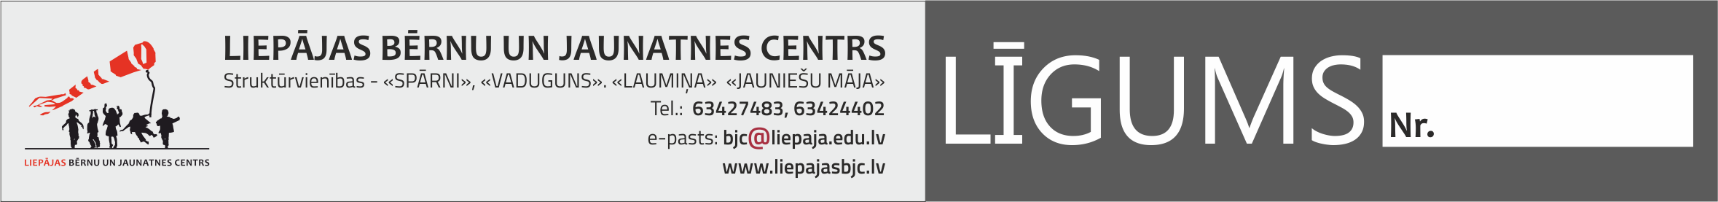 LIEPĀJAS BĒRNU UN JAUNATNES CENTRS
LIEPĀJAS BĒRNU UN JAUNATNES CENTRS
Struktūrvienības - «SPĀRNI», «VADUGUNS». «LAUMIŅA» «JAUNIEŠU MĀJA»
Tel.: 63427483, 63424402
e-pasts: bjc@liepaja.edu.lv
www.liepajasbjc.lv
LĪGUMS
Nr.